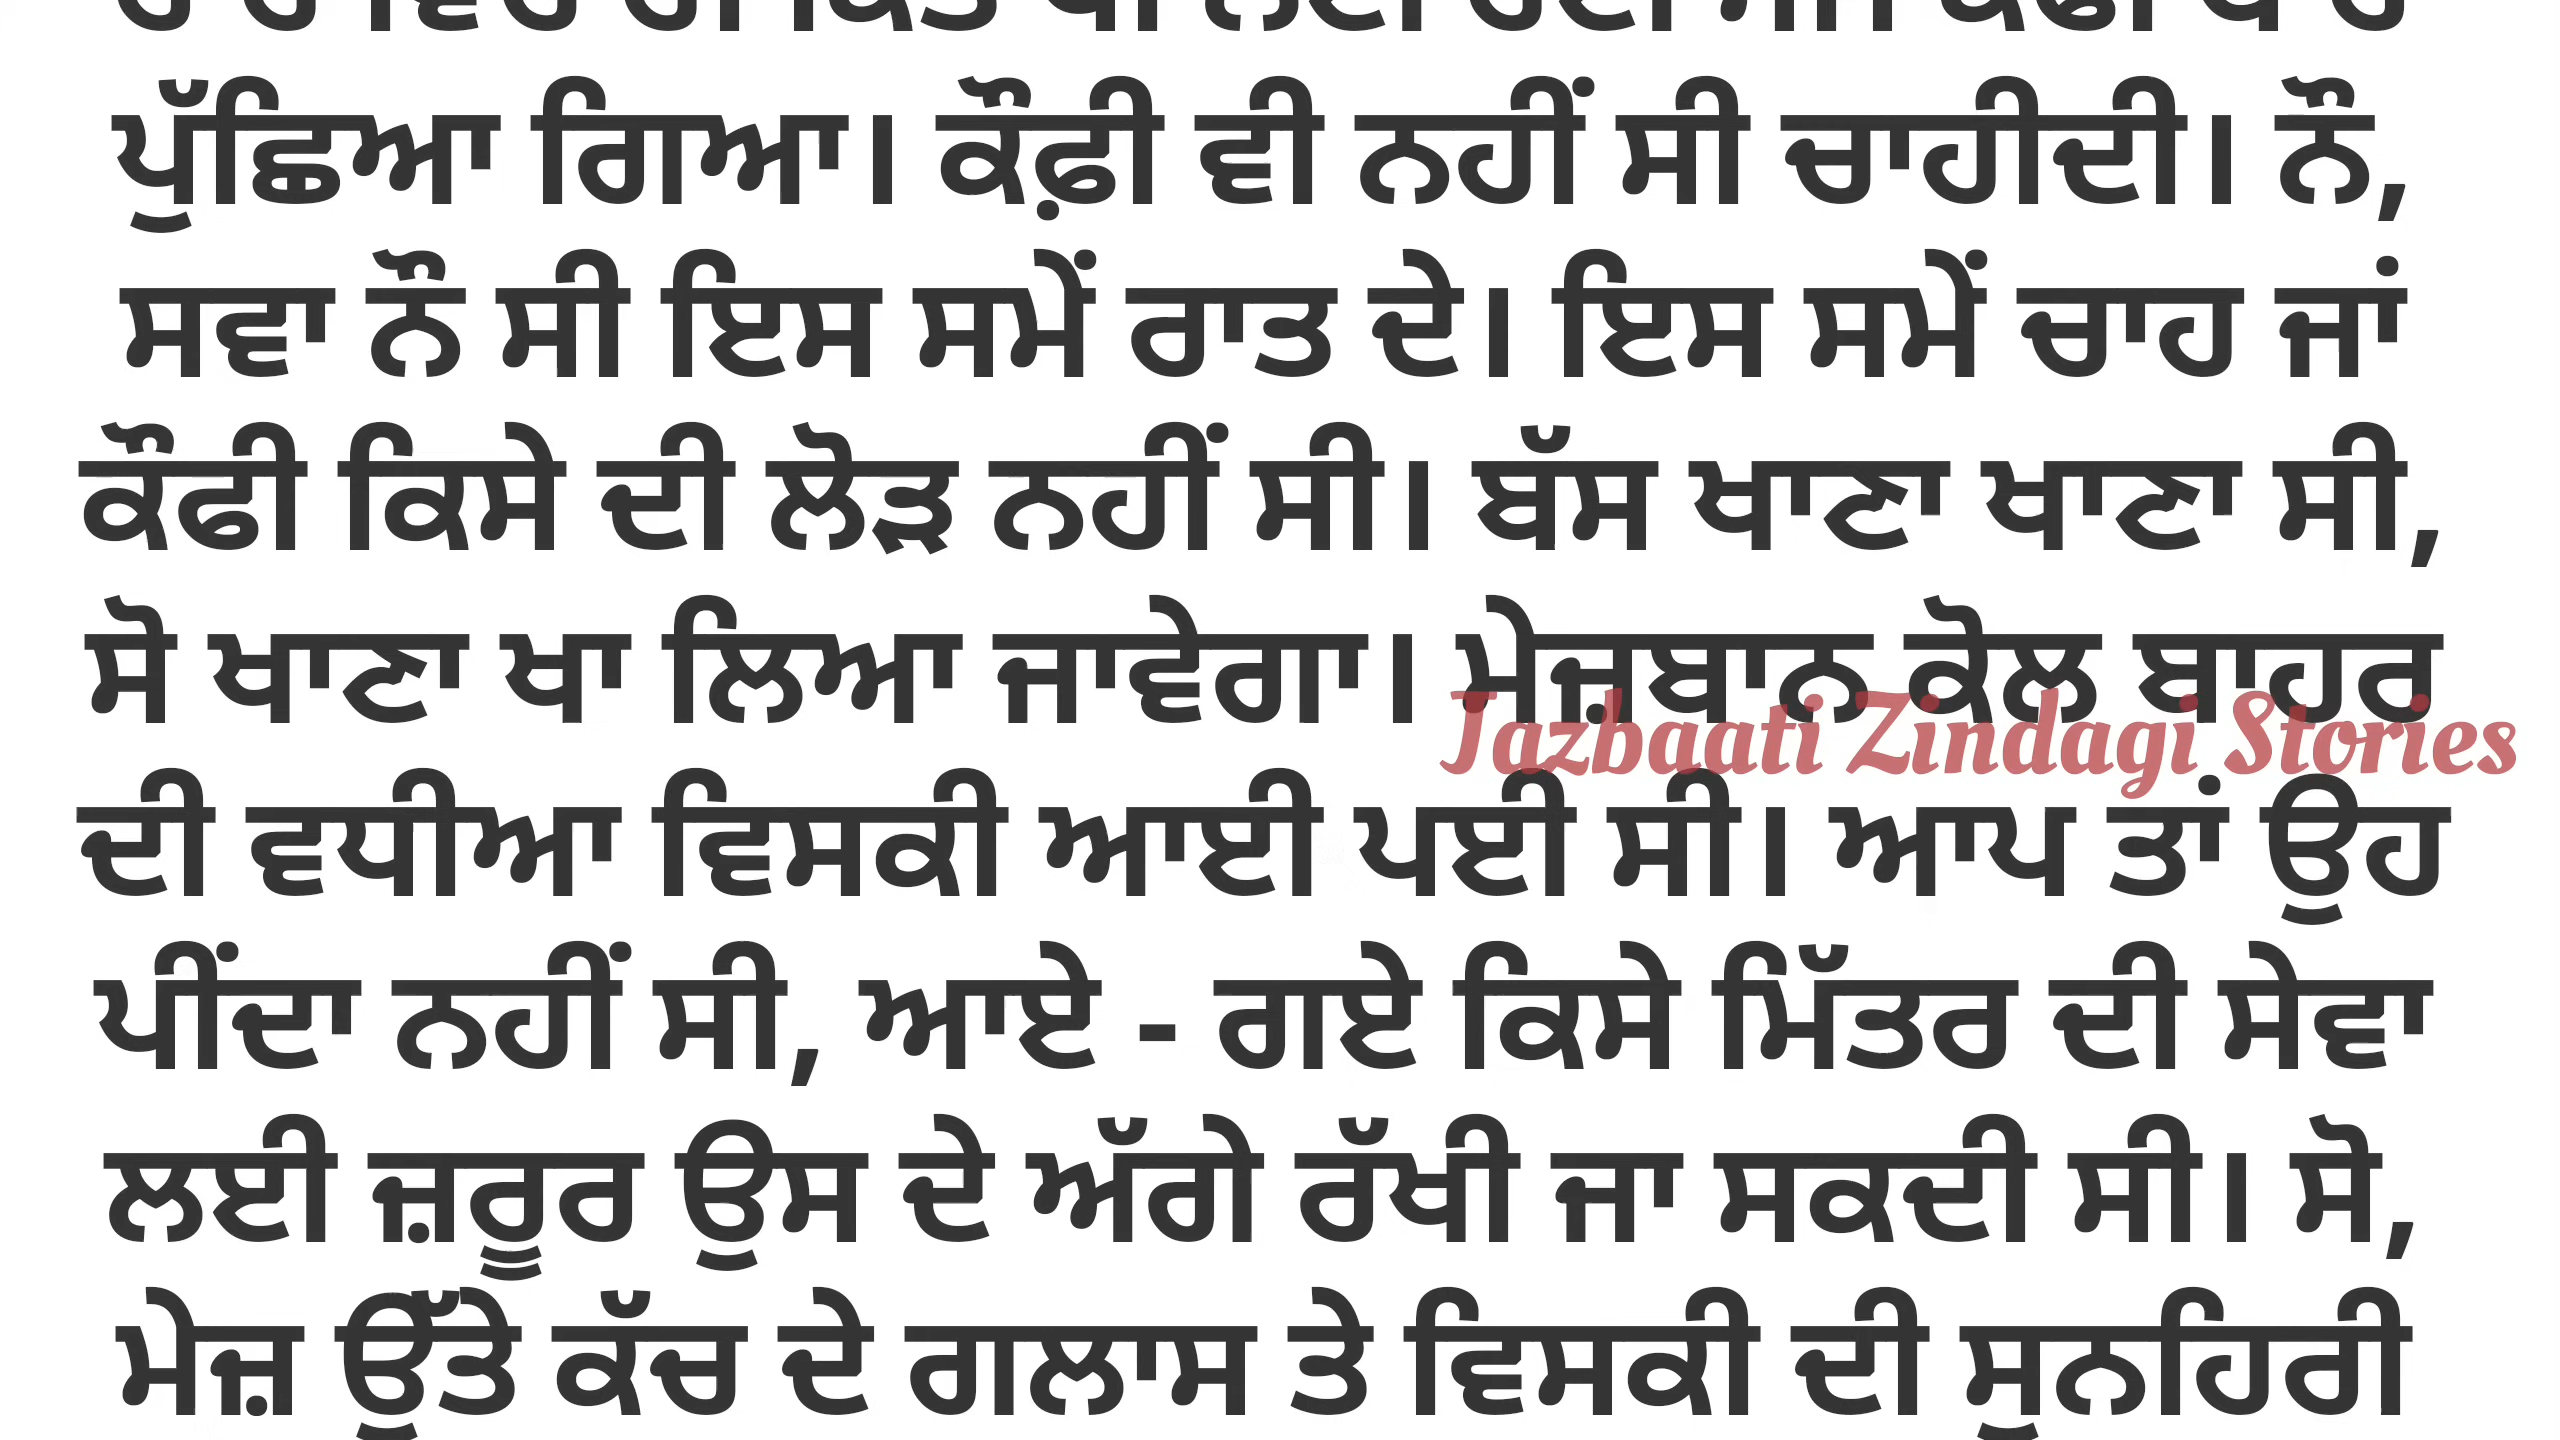 ਪੁੱਛਿਆ ਗਿਆ। ਕੌਫ਼ੀ ਵੀ ਨਹੀਂ ਸੀ ਚਾਹੀਦੀ। ਨੌ,
ਸਵਾ ਨੌ ਸੀ ਇਸ ਸਮੇਂ ਰਾਤ ਦੇ। ਇਸ ਸਮੇਂ ਚਾਹ ਜਾਂ
ਕੌਫੀ ਕਿਸੇ ਦੀ ਲੋੜ ਨਹੀਂ ਸੀ। ਬੱਸ ਖਾਣਾ ਖਾਣਾ ਸੀ,
ਸੋ ਖਾਣਾ ਖਾ ਲਿਆ ਜਾਵੇਗਾ। ਮੇਜ਼ਬਾਨ ਕੋਲ ਬਾਹਰ
Jazbaati Zindagi Stories
ਦੀ ਵਧੀਆ ਵਿਸਕੀ ਆਈ ਪਈ ਸੀ। ਆਪ ਤਾਂ ਉਹ
ਪੀਂਦਾ ਨਹੀਂ ਸੀ, ਆਏ - ਗਏ ਕਿਸੇ ਮਿੱਤਰ ਦੀ ਸੇਵਾ
ਲਈ ਜ਼ਰੂਰ ਉਸ ਦੇ ਅੱਗੇ ਰੱਖੀ ਜਾ ਸਕਦੀ ਸੀ। ਸੋ,
ਮੇਜ਼ ਉੱਤੇ ਕੱਚ ਦੇ ਗਲਾਸ ਤੇ ਵਿਸਕੀ ਦੀ ਸੁਨਹਿਰੀ